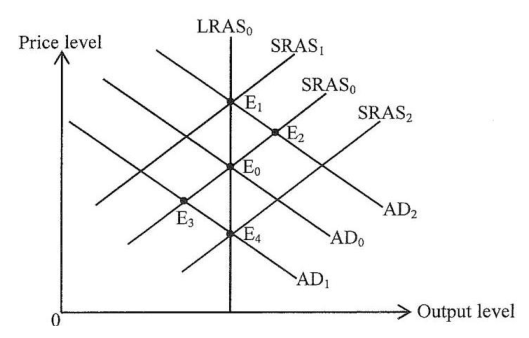 LRAS₀
Price level
SRAS₁
SRAS₀
E₁
SRAS₂
E₂
E₀
AD₂
E₃
E₄
AD₀
AD₁
0
Output level